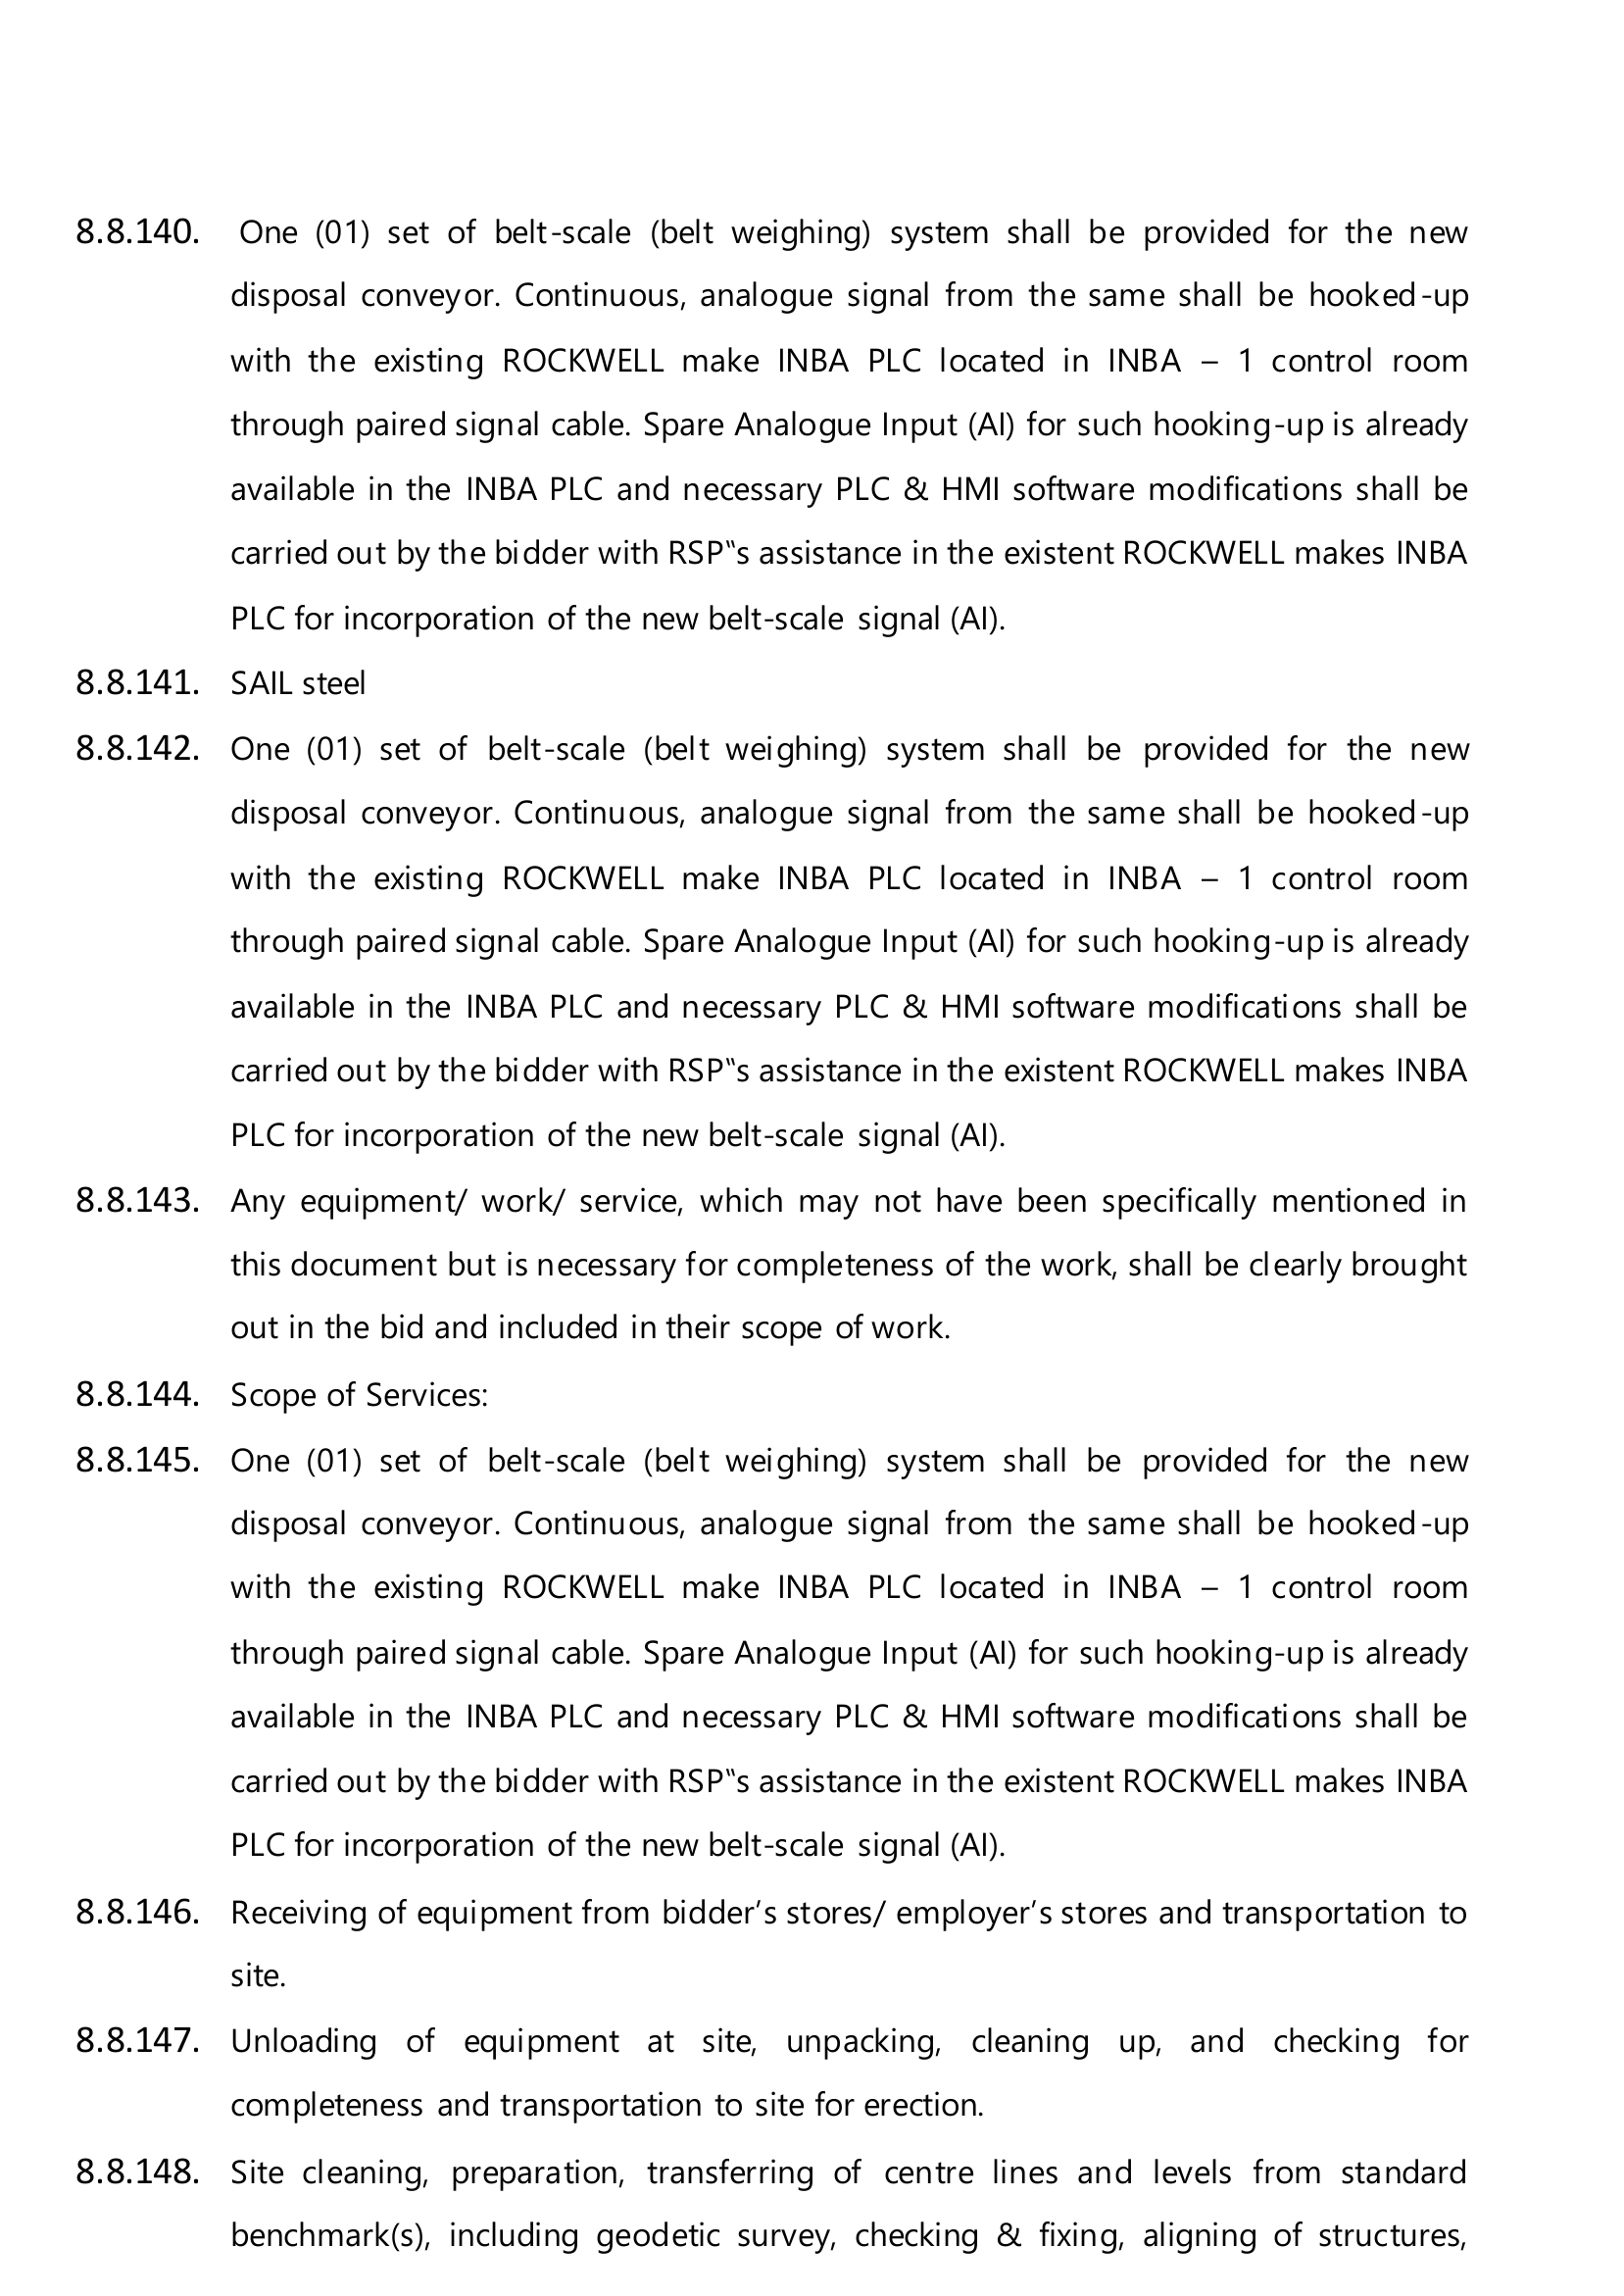 8.8.140. One (01) set of belt-scale (belt weighing) system shall be provided for the new
disposal conveyor. Continuous, analogue signal from the same shall be hooked-up
with the existing ROCKWELL make INBA PLC located in INBA – 1 control room
through paired signal cable. Spare Analogue Input (AI) for such hooking-up is already
available in the INBA PLC and necessary PLC & HMI software modifications shall be
carried out by the bidder with RSP‟s assistance in the existent ROCKWELL makes INBA
PLC for incorporation of the new belt-scale signal (AI).
8.8.141. SAIL steel
8.8.142. One (01) set of belt-scale (belt weighing) system shall be provided for the new
disposal conveyor. Continuous, analogue signal from the same shall be hooked-up
with the existing ROCKWELL make INBA PLC located in INBA – 1 control room
through paired signal cable. Spare Analogue Input (AI) for such hooking-up is already
available in the INBA PLC and necessary PLC & HMI software modifications shall be
carried out by the bidder with RSP‟s assistance in the existent ROCKWELL makes INBA
PLC for incorporation of the new belt-scale signal (AI).
8.8.143. Any equipment/ work/ service, which may not have been specifically mentioned in
this document but is necessary for completeness of the work, shall be clearly brought
out in the bid and included in their scope of work.
8.8.144. Scope of Services:
8.8.145. One (01) set of belt-scale (belt weighing) system shall be provided for the new
disposal conveyor. Continuous, analogue signal from the same shall be hooked-up
with the existing ROCKWELL make INBA PLC located in INBA – 1 control room
through paired signal cable. Spare Analogue Input (AI) for such hooking-up is already
available in the INBA PLC and necessary PLC & HMI software modifications shall be
carried out by the bidder with RSP‟s assistance in the existent ROCKWELL makes INBA
PLC for incorporation of the new belt-scale signal (AI).
8.8.146. Receiving of equipment from bidder’s stores/ employer’s stores and transportation to
site.
8.8.147. Unloading of equipment at site, unpacking, cleaning up, and checking for
completeness and transportation to site for erection.
8.8.148. Site cleaning, preparation, transferring of centre lines and levels from standard
benchmark(s), including geodetic survey, checking & fixing, aligning of structures,